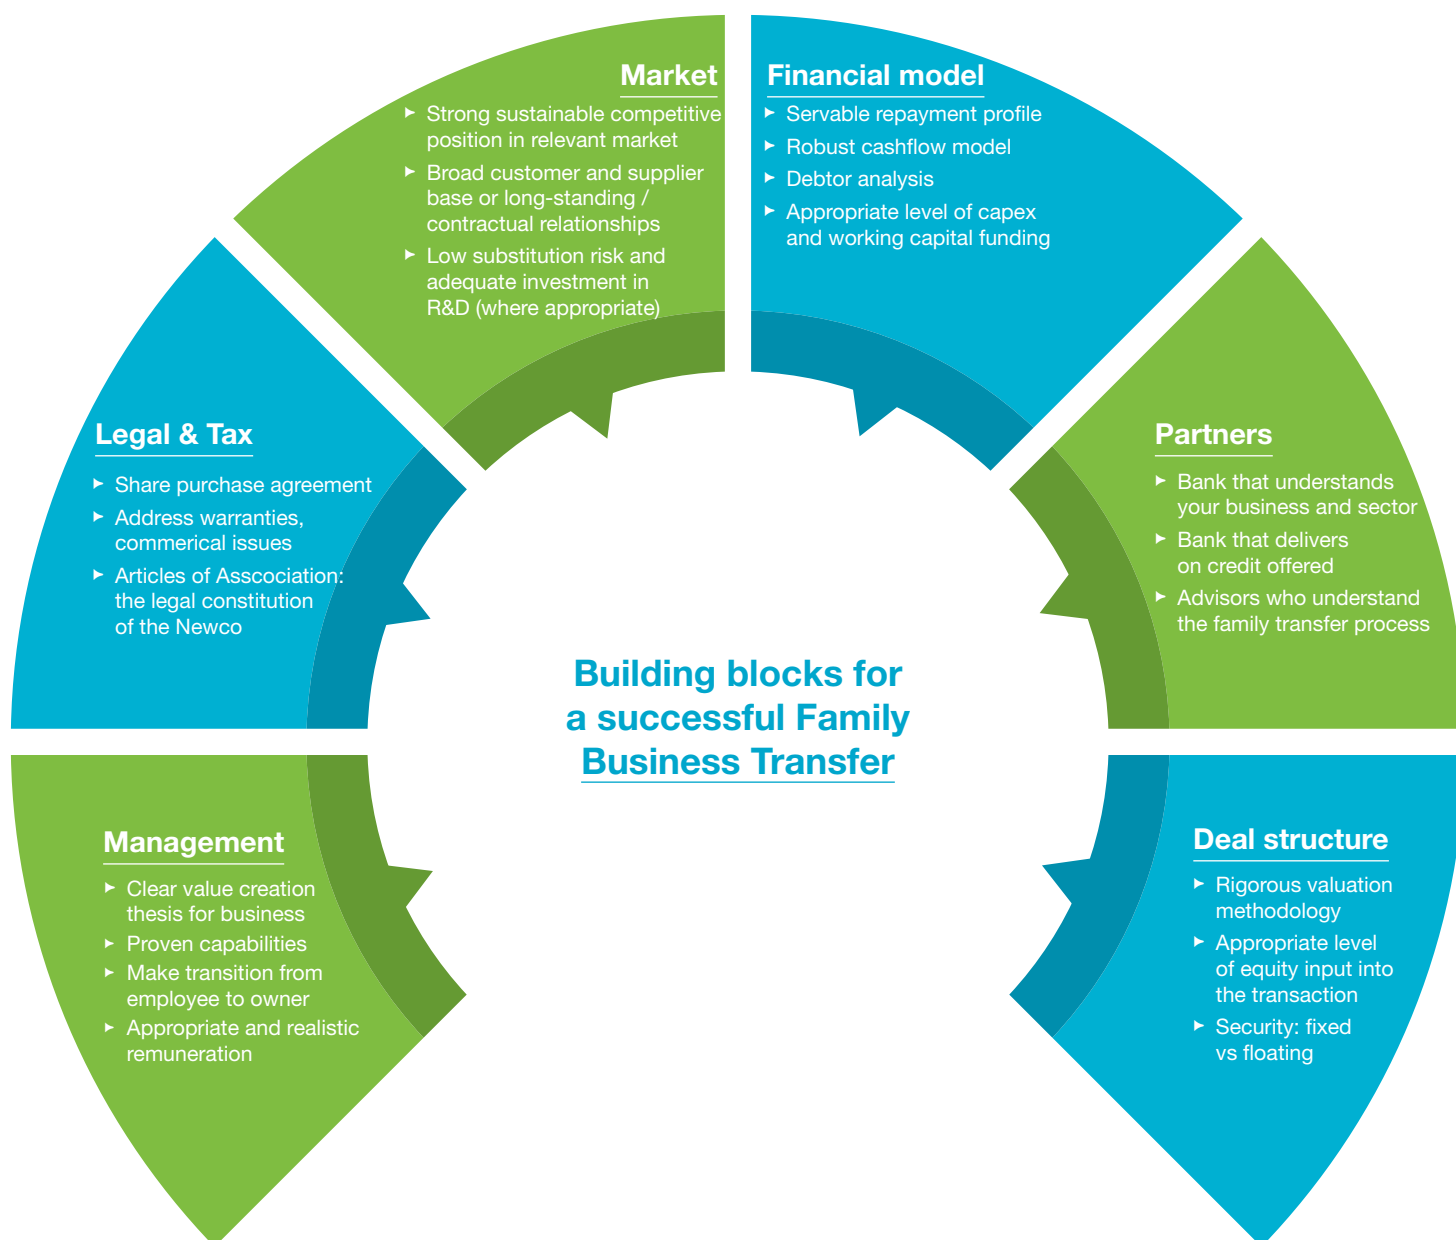 Market
Strong sustainable competitive
position in relevant market
Broad customer and supplier
base or long-standing /
contractual relationships
Low substitution risk and
adequate investment in
R&D (where appropriate)
Financial model
Servable repayment profile
Robust cashflow model
Debtor analysis
Appropriate level of capex
and working capital funding
Legal & Tax
Share purchase agreement
Address warranties,
commerical issues
Articles of Asscociation:
the legal constitution
of the Newco
Partners
Bank that understands
your business and sector
Bank that delivers
on credit offered
Advisors who understand
the family transfer process
Building blocks for
a successful Family
Business Transfer
Management
Clear value creation
thesis for business
Proven capabilities
Make transition from
employee to owner
Appropriate and realistic
remuneration
Deal structure
Rigorous valuation
methodology
Appropriate level
of equity input into
the transaction
Security: fixed
vs floating